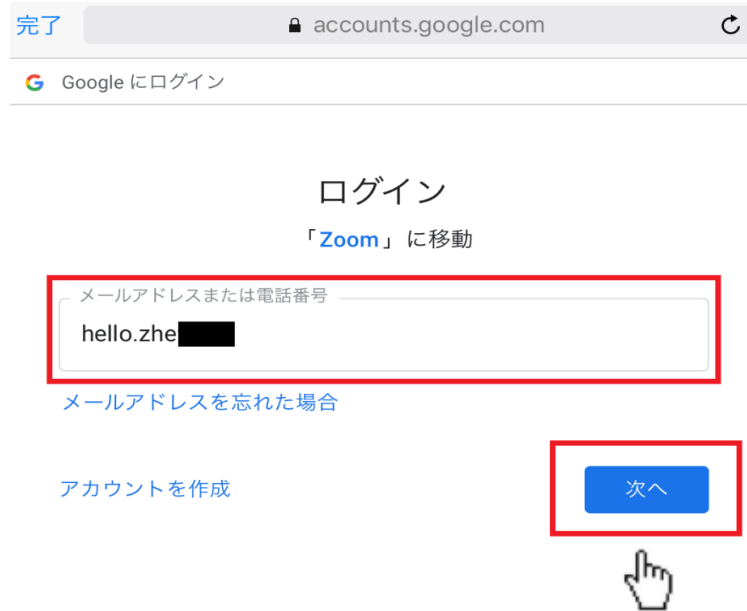 完了 accounts.google.com
Google にログイン
ログイン
「Zoom」に移動
メールアドレスまたは電話番号
hello.zhe
メールアドレスを忘れた場合
アカウントを作成 次へ